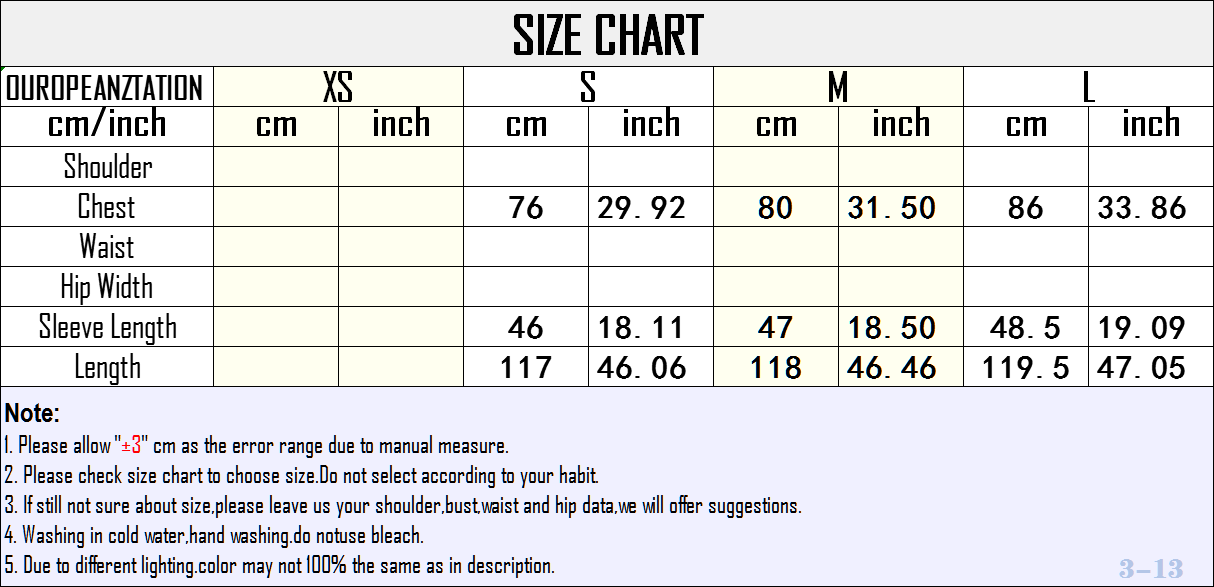 SIZE CHART
OUROPEANZTATION XS S M L
cm/inch cm inch cm inch cm inch cm inch
Shoulder
Chest 76 29.92 80 31.50 86 33.86
Waist
Hip Width
Sleeve Length 46 18.11 47 18.50 48.5 19.09
Length 117 46.06 118 46.46 119.5 47.05
Note:
1. Please allow "±3" cm as the error range due to manual measure.
2. Please check size chart to choose size.Do not select according to your habit.
3. If still not sure about size,please leave us your shoulder,bust,waist and hip data,we will offer suggestions.
4. Washing in cold water,hand washing.do notuse bleach.
5. Due to different lighting.color may not 100% the same as in description.
3-13